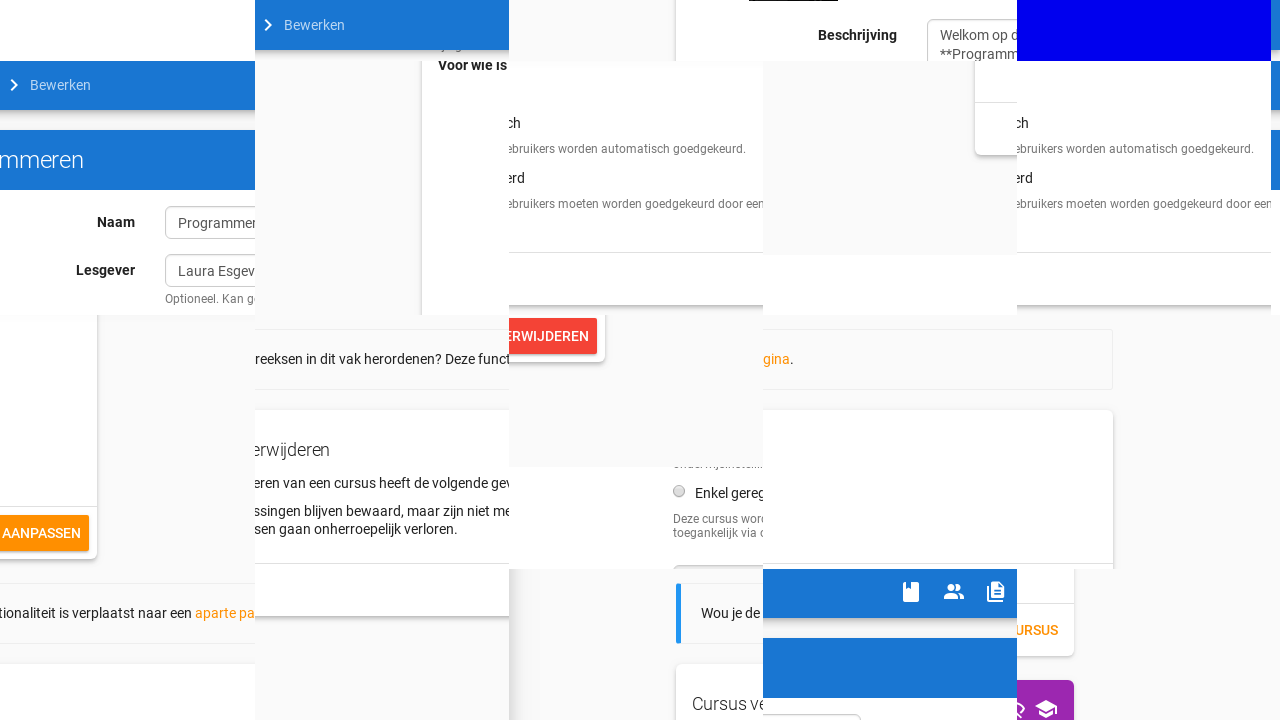 Bewerken
Beschrijving
Welkom op d
**Programm
Voor wie is
Bewerken
ch
ebruikers worden automatisch goedgekeurd.
erd
ebruikers moeten worden goedgekeurd door een
ch
ebruikers worden automatisch goedgekeurd.
erd
ebruikers moeten worden goedgekeurd door een
mmeren
Naam
Programmer
Lesgever
Laura Esgev
Optioneel. Kan ge
ERWIJDEREN
reeksen in dit vak herordenen? Deze funct
gina.
erwijderen
eren van een cursus heeft de volgende gev
ssingen blijven bewaard, maar zijn niet me
sen gaan onherroepelijk verloren.
Enkel gereg
Deze cursus word
toegankelijk via d
AANPASSEN
tionaliteit is verplaatst naar een aparte pa
Wou je de
URSUS
Cursus ve